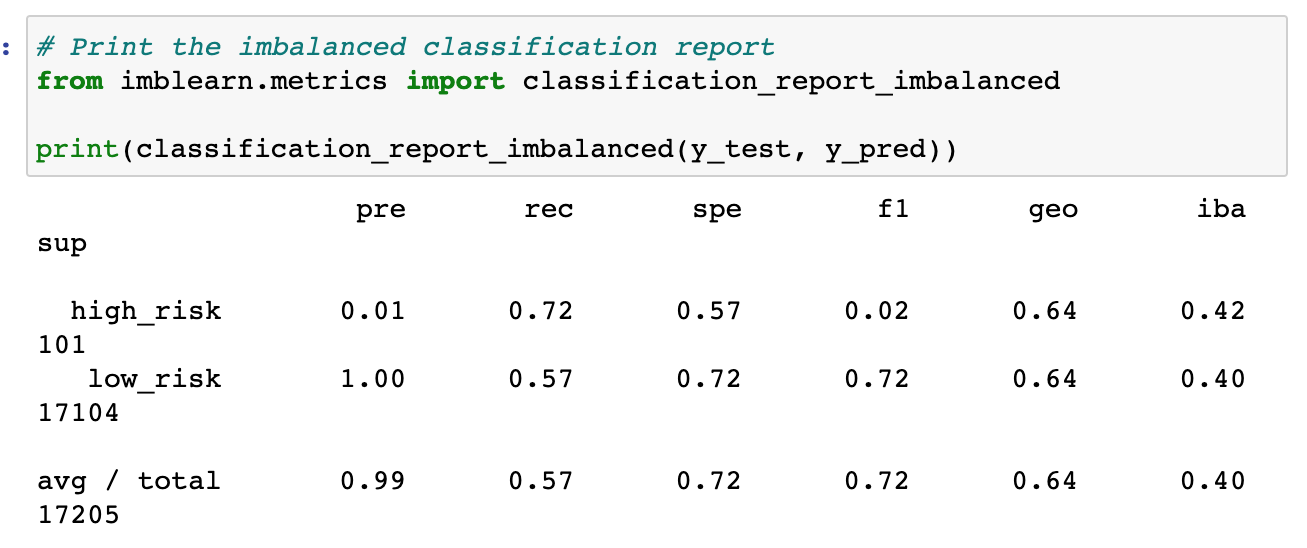 :
# Print the imbalanced classification report
from imblearn.metrics import classification_report_imbalanced
print(classification_report_imbalanced(y_test, y_pred))
pre rec spe f1 geo iba
sup
high_risk 0.01 0.72 0.57 0.02 0.64 0.42
101
low_risk 1.00 0.57 0.72 0.72 0.64 0.40
17104
avg / total 0.99 0.57 0.72 0.72 0.64 0.40
17205